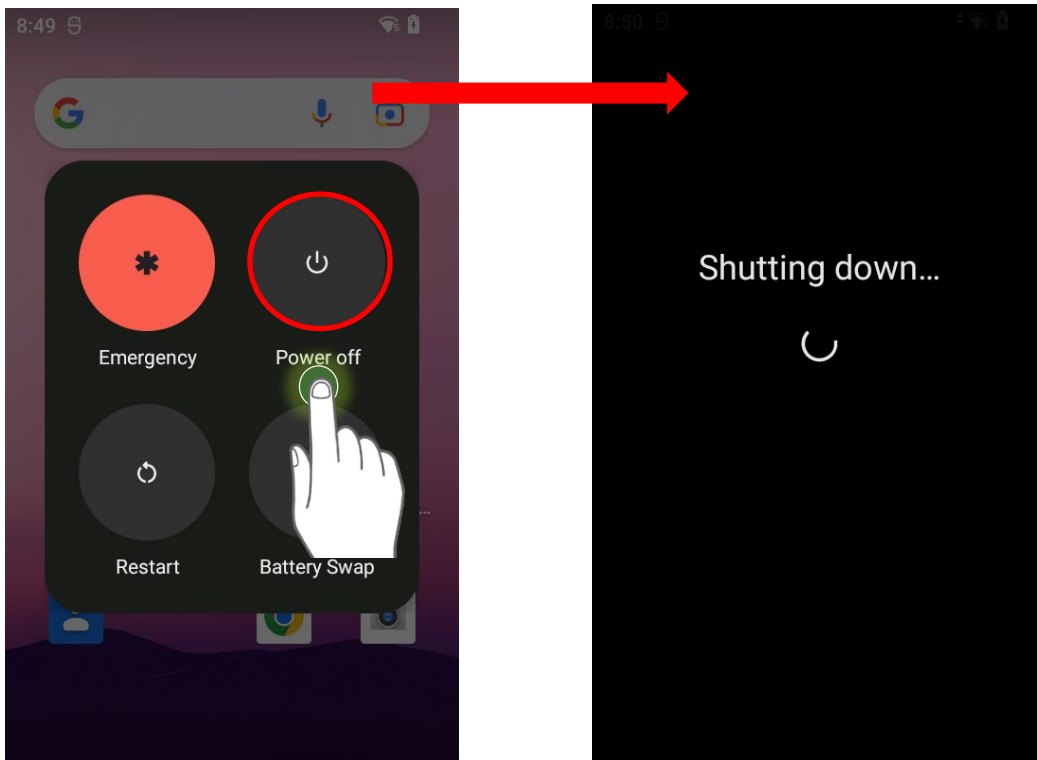 8:49
Emergency
Power off
Restart
Battery Swap
8:50
Shutting down...